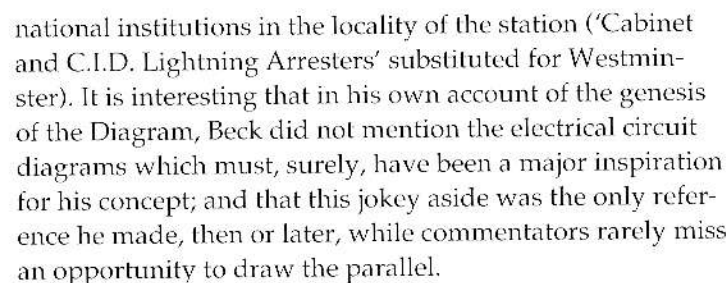 national institutions in the locality of the station (‘Cabinet
and C.I.D. Lightning Arresters’ substituted for Westmin-
ster). It is interesting that in his own account of the genesis
of the Diagram, Beck did not mention the electrical circuit
diagrams which must, surely, have been a major inspiration
for his concept; and that this jokey aside was the only refer-
ence he made, then or later, while commentators rarely miss
an opportunity to draw the parallel.